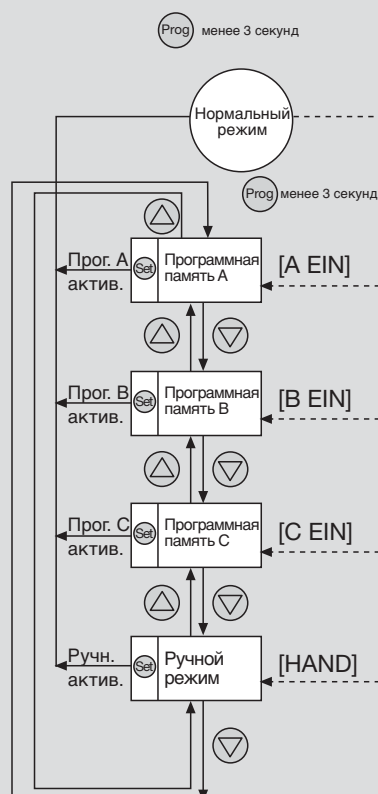 Prog менее 3 секунд
Нормальный
режим
Prog менее 3 секунд
Прог. A
актив.
Set
Программная
память A
[A EIN]
Прог. B
актив.
Set
Программная
память B
[B EIN]
Прог. C
актив.
Set
Программная
память C
[C EIN]
Ручн.
актив.
Set
Ручной
режим
[HAND]